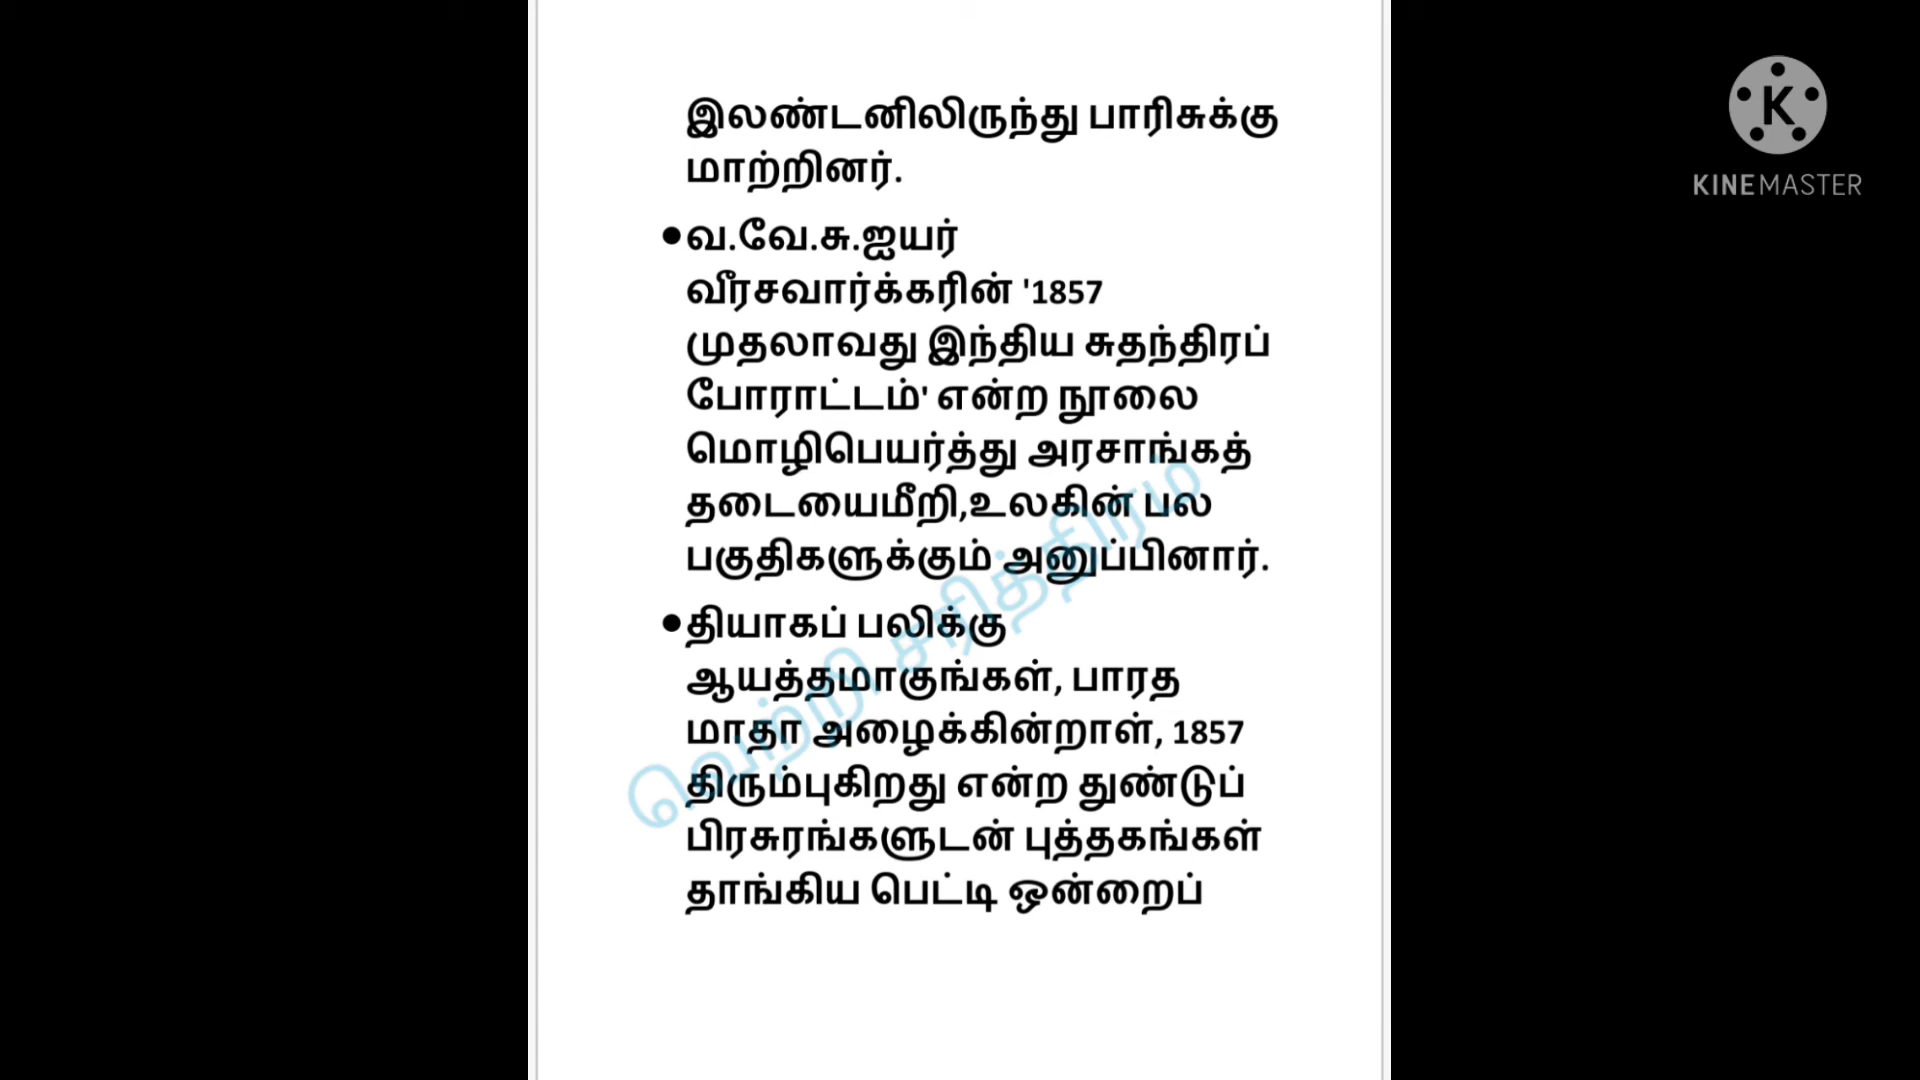 இலண்டனிலிருந்து பாரிசுக்கு
மாற்றினர்.
●வ.வே.சு.ஐயர்
வீரசவார்க்கரின் '1857
முதலாவது இந்திய சுதந்திரப்
போராட்டம்' என்ற நூலை
மொழிபெயர்த்து அரசாங்கத்
தடையைமீறி,உலகின் பல
பகுதிகளுக்கும் அனுப்பினார்.
●தியாகப் பலிக்கு
ஆயத்தமாகுங்கள், பாரத
மாதா அழைக்கின்றாள், 1857
திரும்புகிறது என்ற துண்டுப்
பிரசுரங்களுடன் புத்தகங்கள்
தாங்கிய பெட்டி ஒன்றைப்
வெற்றி சரித்திரம்
K
KINEMASTER